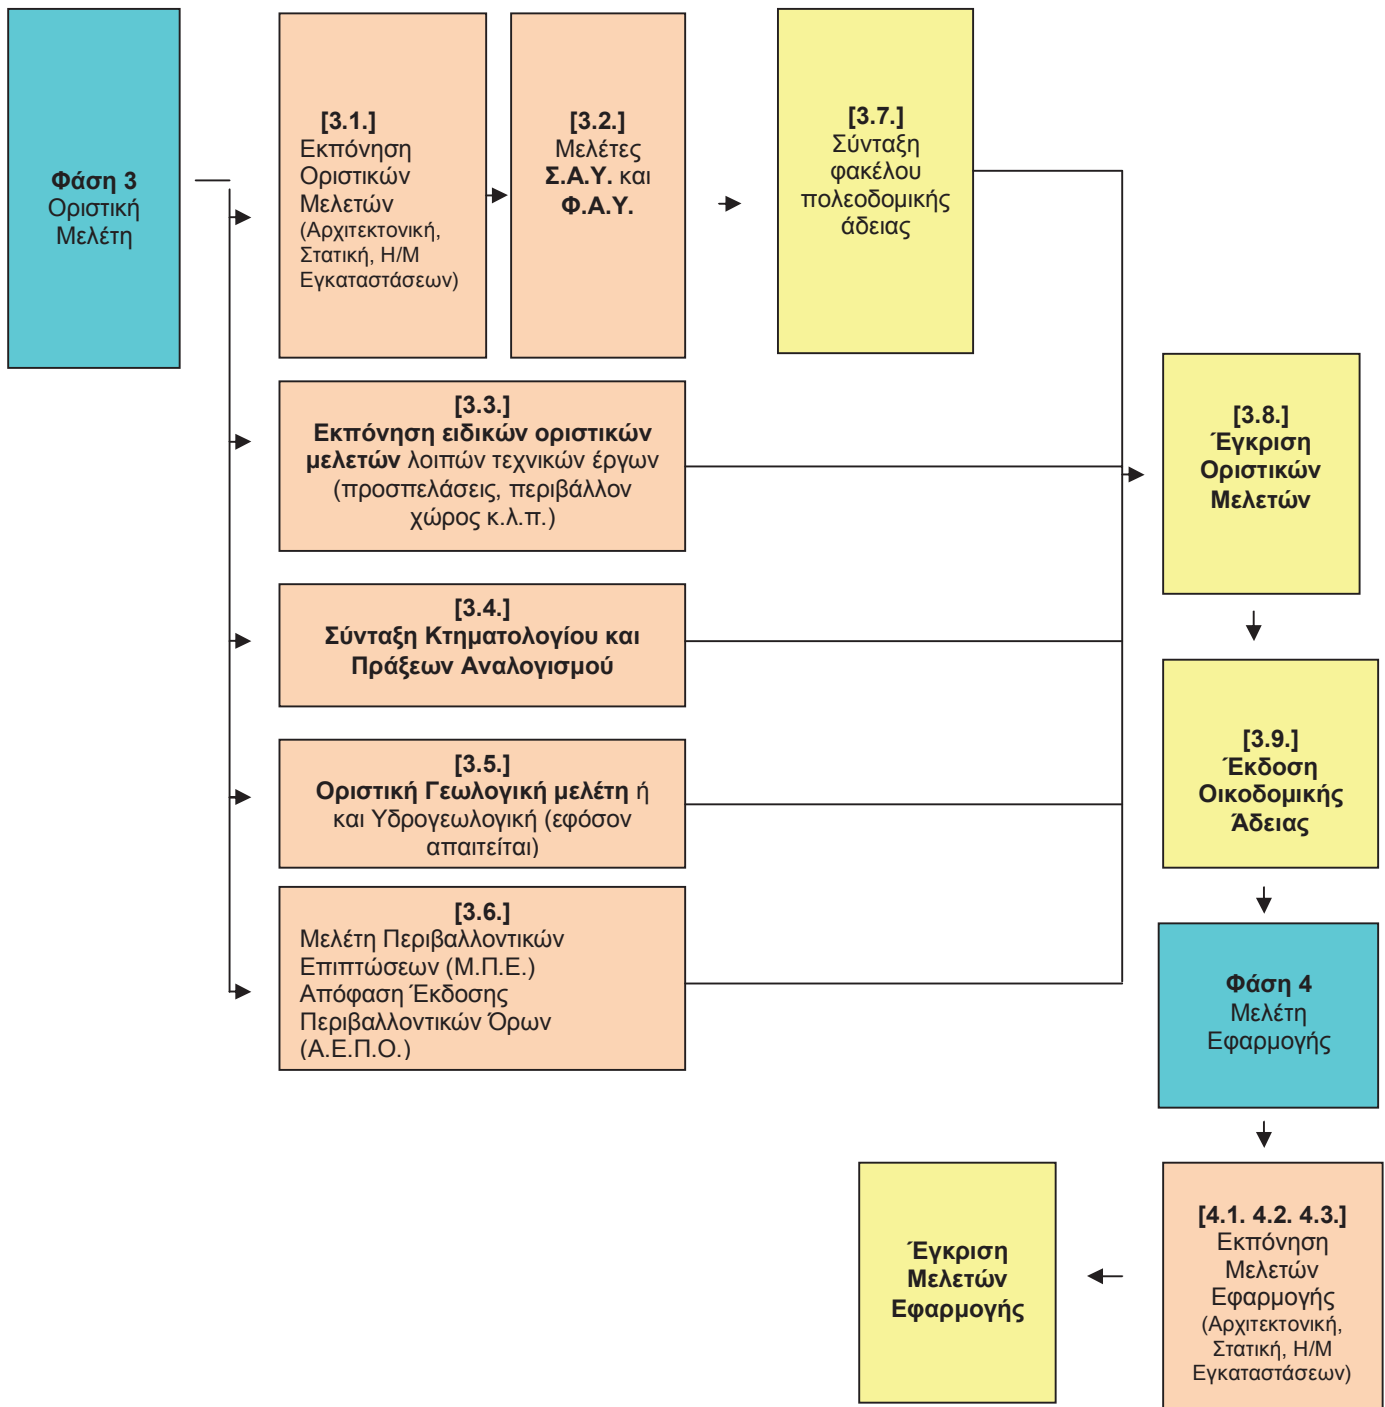 Φάση 3
Οριστική
Μελέτη
[3.1.]
Εκπόνηση
Οριστικών
Μελετών
(Αρχιτεκτονική,
Στατική, Η/Μ
Εγκαταστάσεων)
[3.2.]
Μελέτες
Σ.Α.Υ. και
Φ.Α.Υ.
[3.7.]
Σύνταξη
φακέλου
πολεοδομικής
άδειας
[3.3.]
Εκπόνηση ειδικών οριστικών
μελετών λοιπών τεχνικών έργων
(προσπελάσεις, περιβάλλον
χώρος κ.λ.π.)
[3.4.]
Σύνταξη Κτηματολογίου και
Πράξεων Αναλογισμού
[3.5.]
Οριστική Γεωλογική μελέτη ή
και Υδρογεωλογική (εφόσον
απαιτείται)
[3.6.]
Μελέτη Περιβαλλοντικών
Επιπτώσεων (Μ.Π.Ε.)
Απόφαση Έκδοσης
Περιβαλλοντικών Όρων
(Α.Ε.Π.Ο.)
[3.8.]
Έγκριση
Οριστικών
Μελετών
[3.9.]
Έκδοση
Οικοδομικής
Άδειας
Φάση 4
Μελέτη
Εφαρμογής
[4.1. 4.2. 4.3.]
Εκπόνηση
Μελετών
Εφαρμογής
(Αρχιτεκτονική,
Στατική, Η/Μ
Εγκαταστάσεων)
Έγκριση
Μελετών
Εφαρμογής